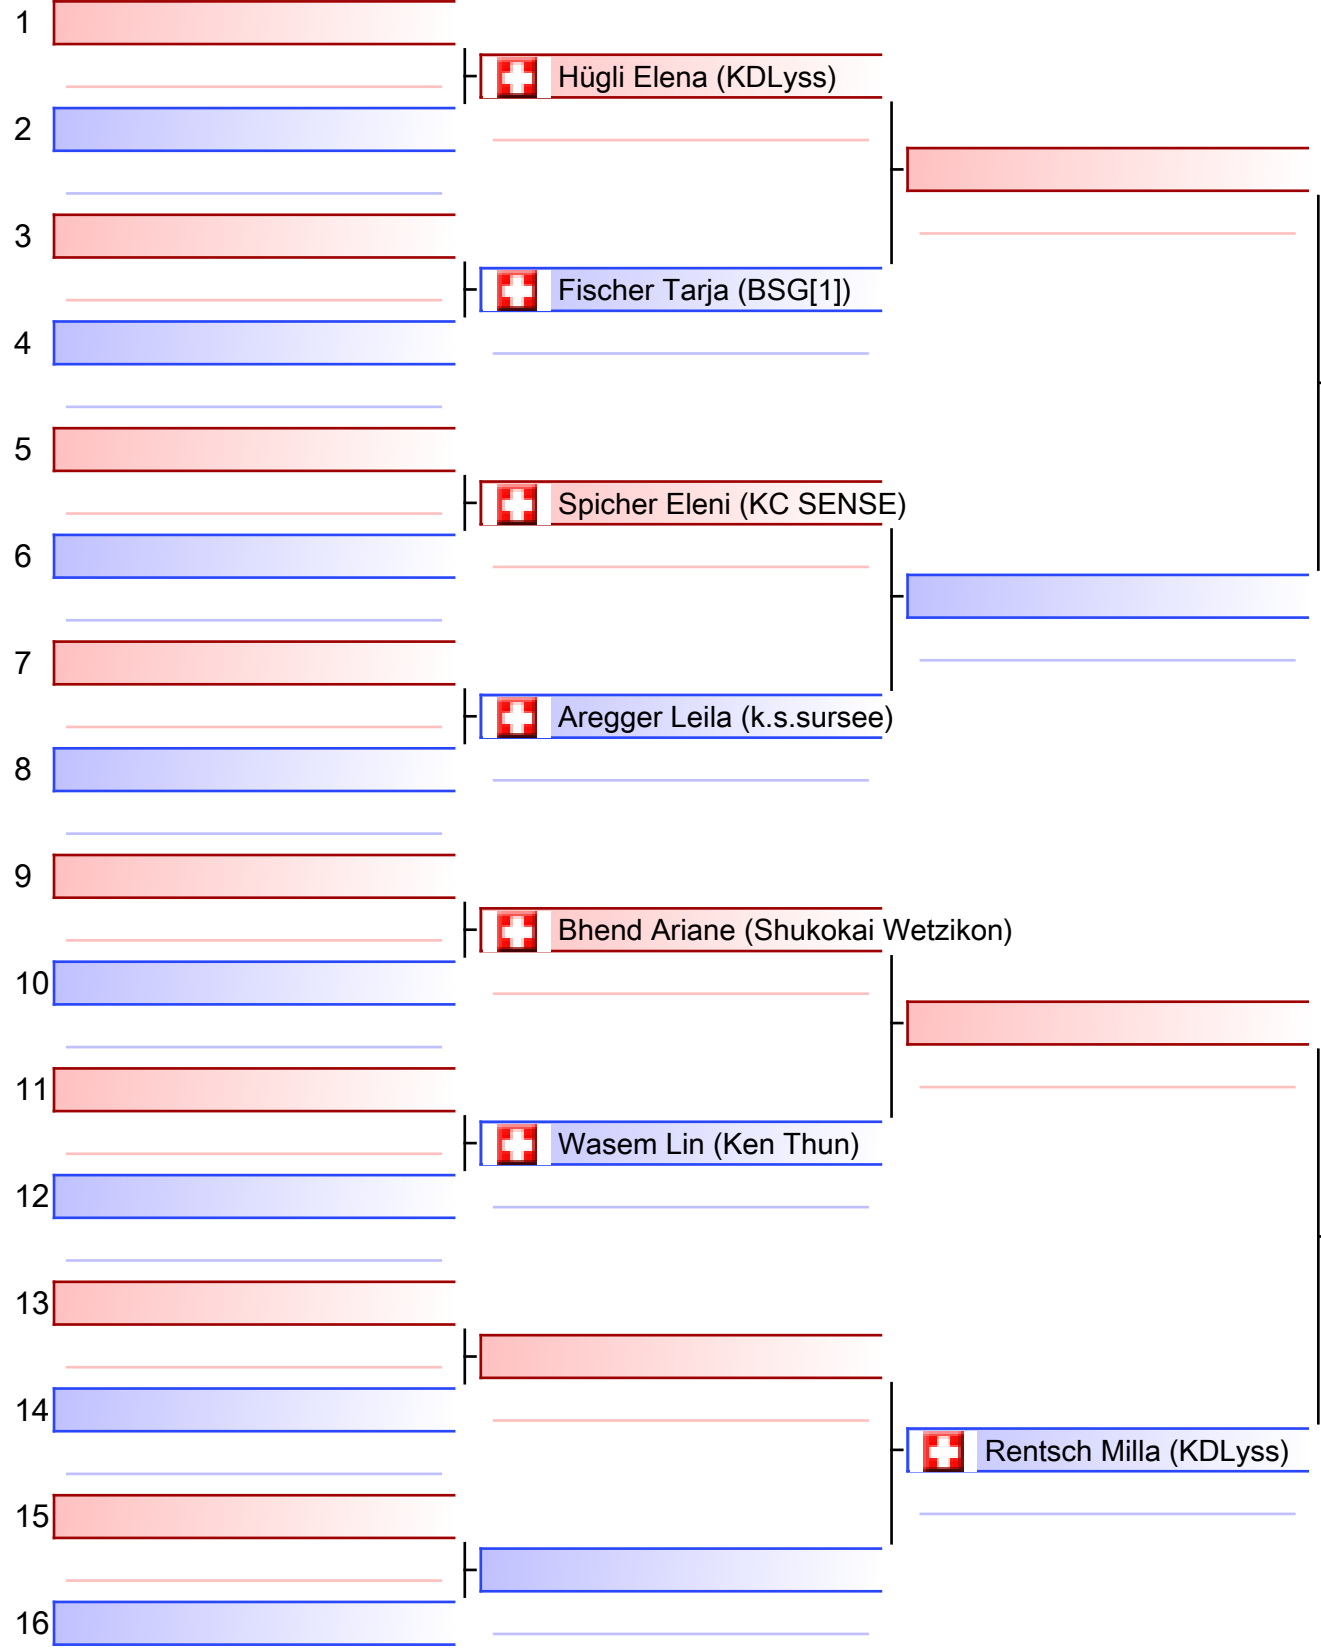 1
Hügli Elena (KDLyss)
2
3
Fischer Tarja (BSG[1])
4
5
Spicher Eleni (KC SENSE)
6
7
Aregger Leila (k.s.sursee)
8
9
Bhend Ariane (Shukokai Wetzikon)
10
11
Wasem Lin (Ken Thun)
12
13
14
Rentsch Milla (KDLyss)
15
16